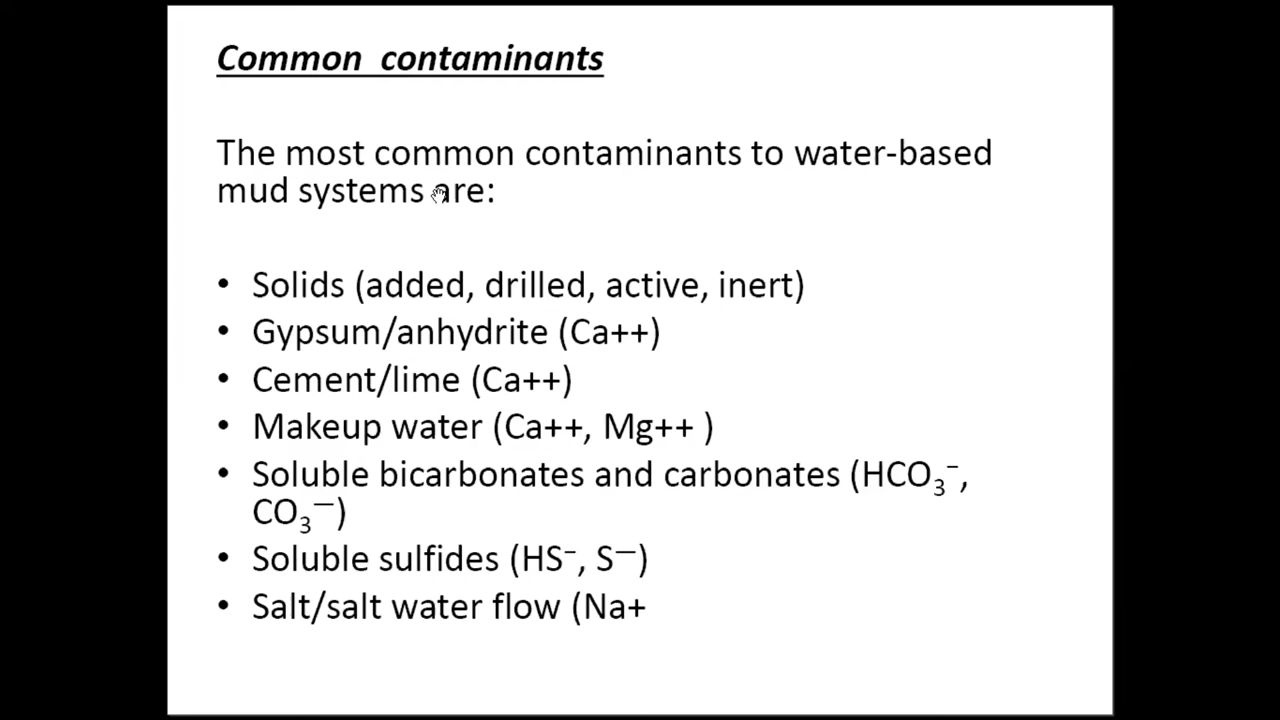 Common contaminants
The most common contaminants to water-based
mud systems are:
• Solids (added, drilled, active, inert)
• Gypsum/anhydrite (Ca++)
• Cement/lime (Ca++)
• Makeup water (Ca++, Mg++ )
• Soluble bicarbonates and carbonates (HCO₃⁻,
CO₃⁻⁻)
• Soluble sulfides (HS⁻, S⁻⁻)
• Salt/salt water flow (Na+